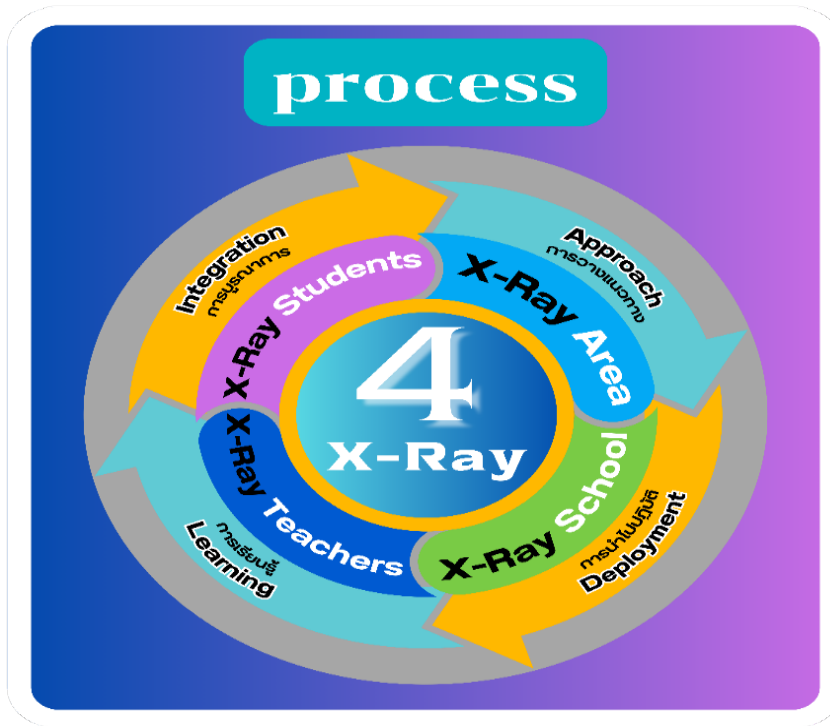 process
Approach
การวางแนวทาง
X-Ray Area
Deployment
การนำไปปฏิบัติ
X-Ray School
Learning
การเรียนรู้
X-Ray Teachers
Integration
การบูรณาการ
X-Ray Students
4
X-Ray